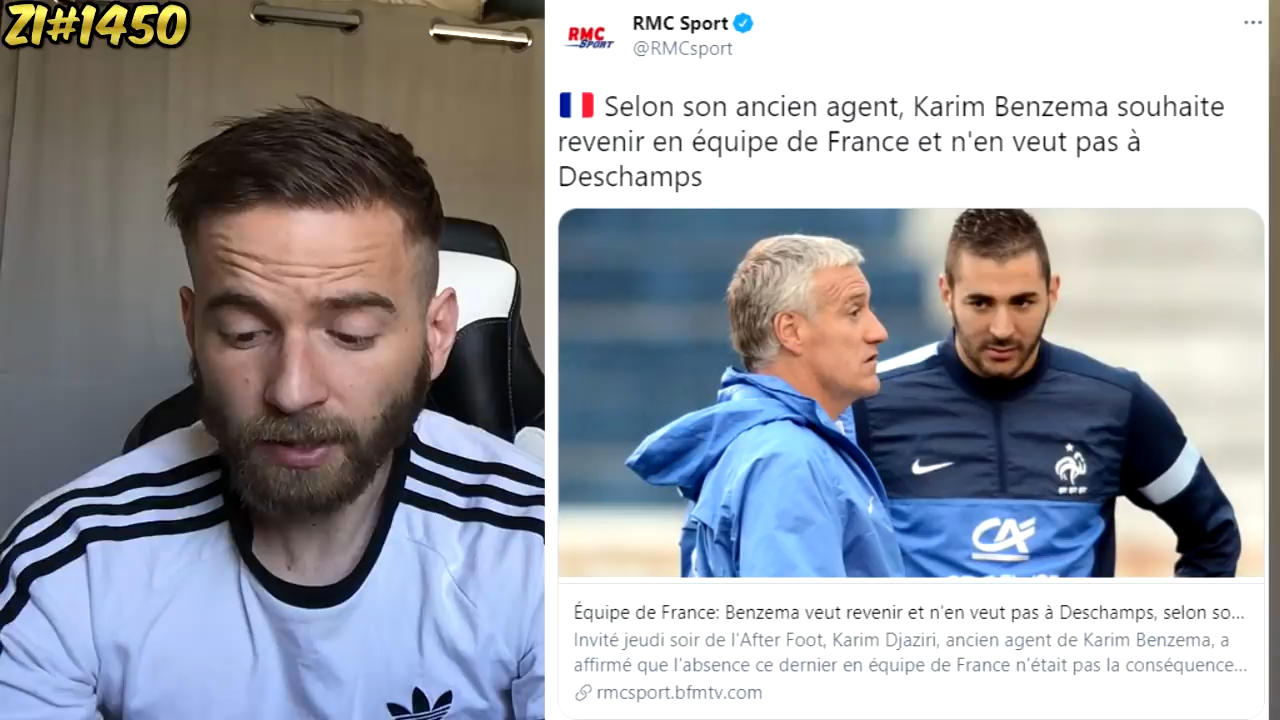 ZI#1450
RMC Sport
@RMCsport
RMC
SPORT
🇫🇷 Selon son ancien agent, Karim Benzema souhaite
revenir en équipe de France et n'en veut pas à
Deschamps
CA
Équipe de France: Benzema veut revenir et n'en veut pas à Deschamps, selon so...
Invité jeudi soir de l'After Foot, Karim Djaziri, ancien agent de Karim Benzema, a
affirmé que l'absence ce dernier en équipe de France n'était pas la conséquence...
rmcsport.bfmtv.com